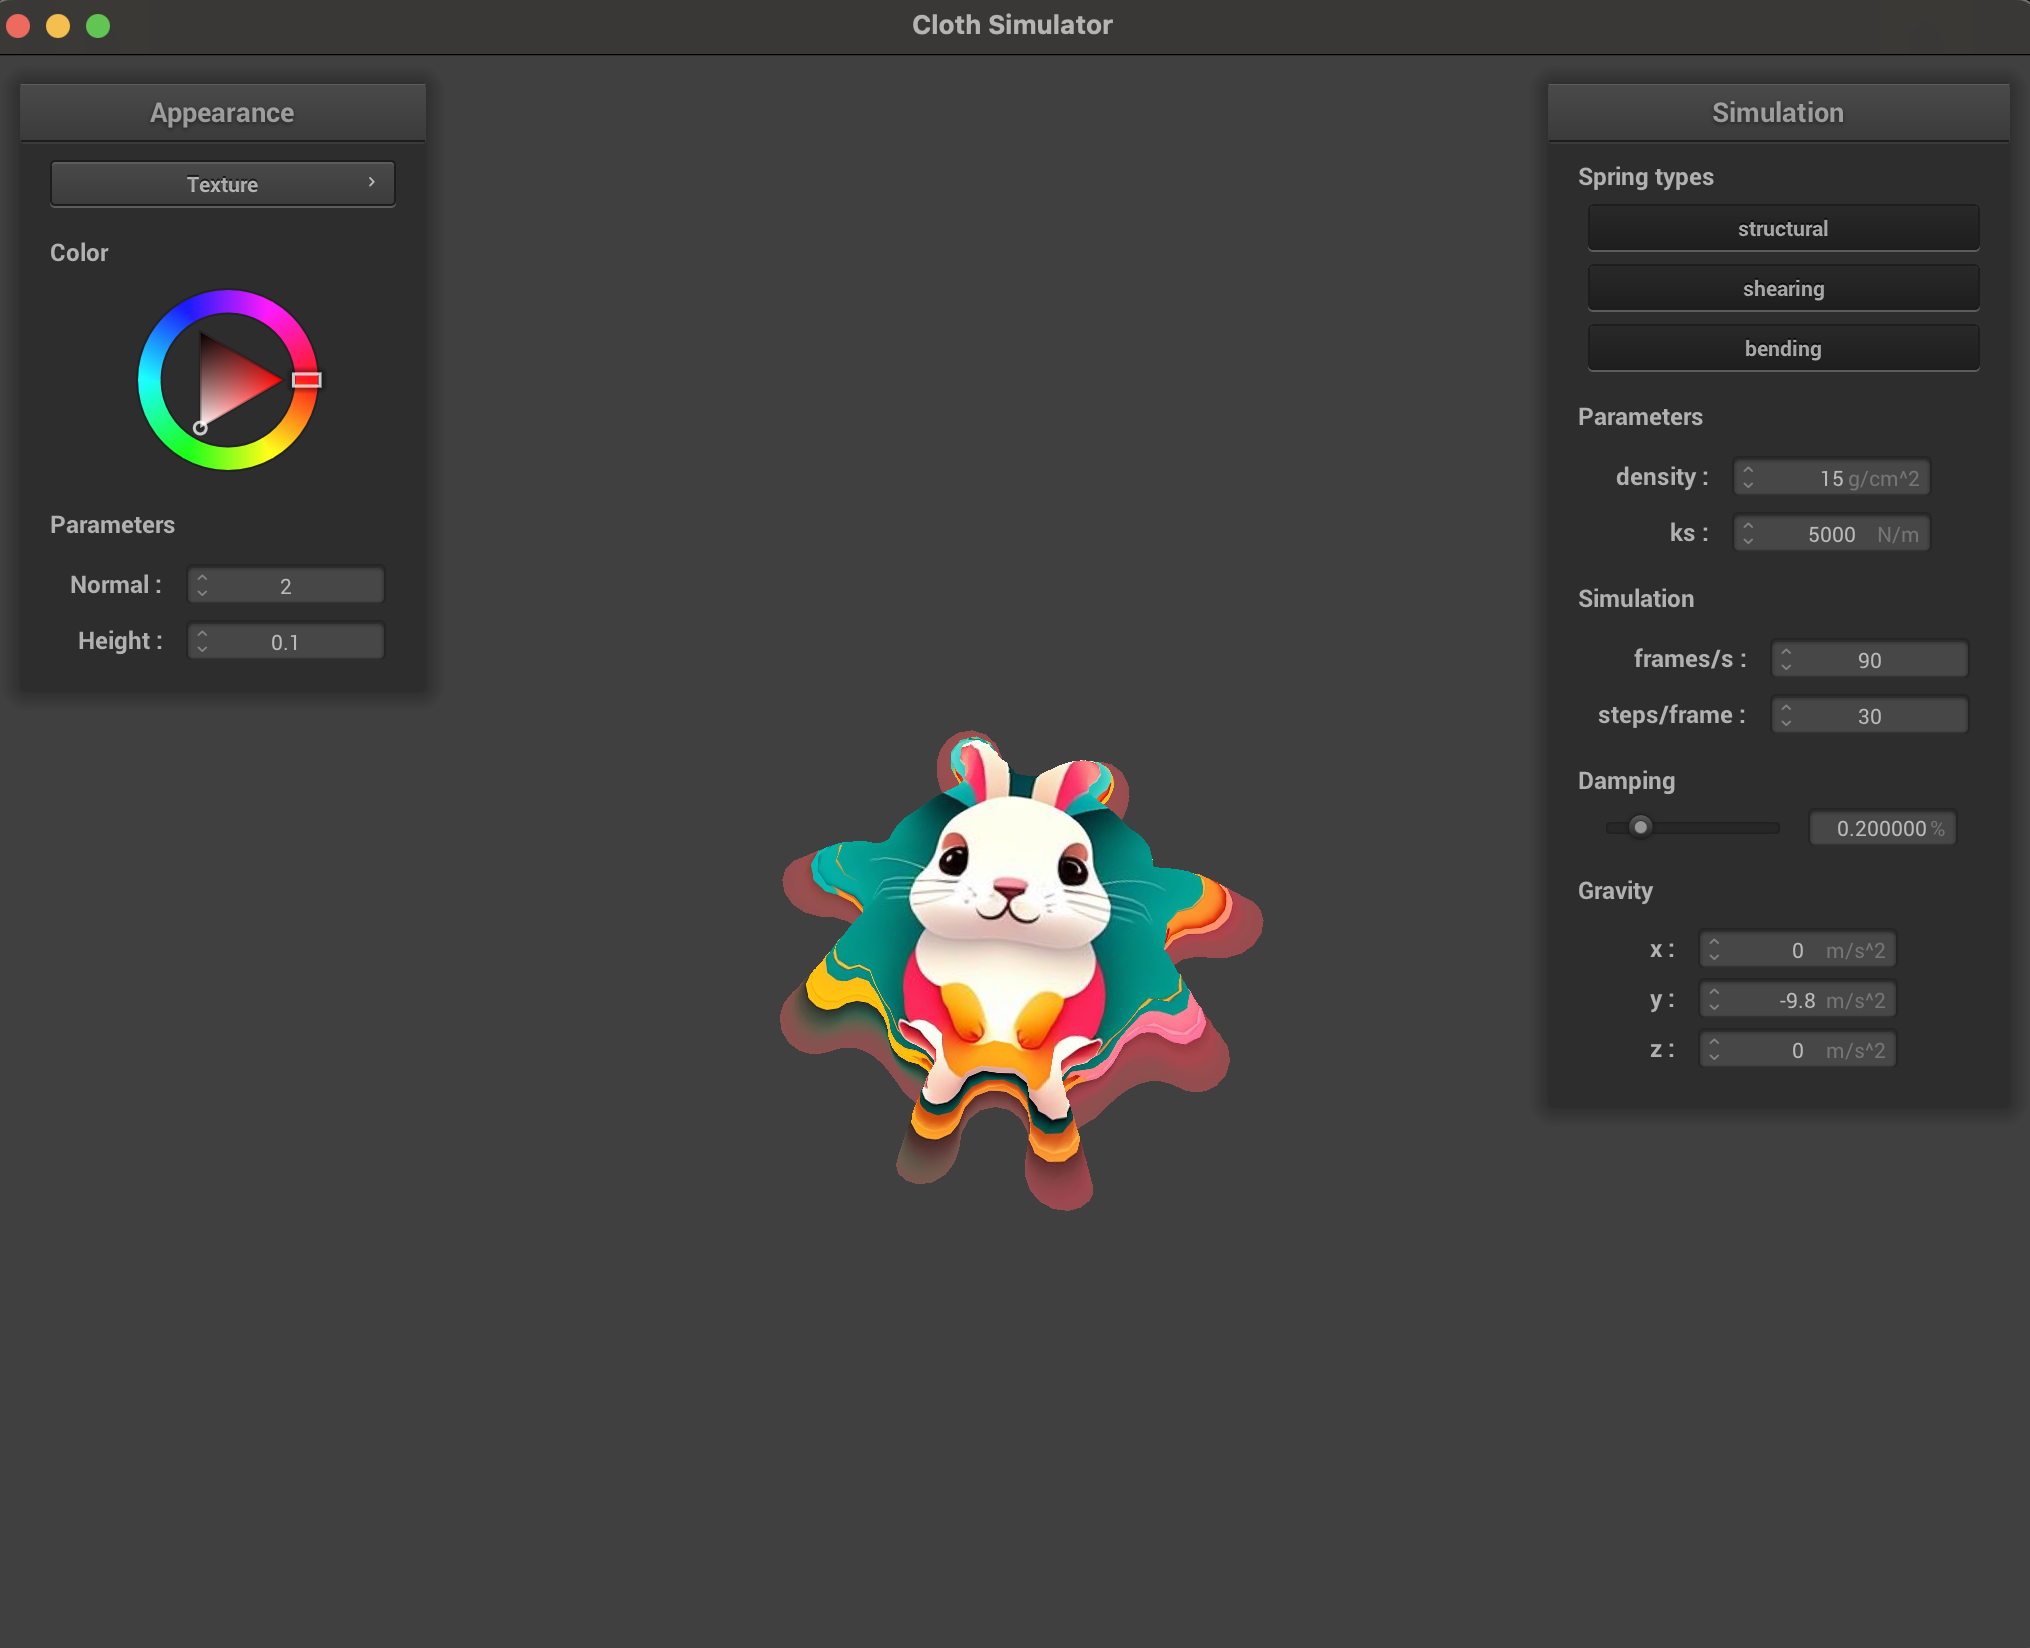 Cloth Simulator
Appearance
Texture
Color
Parameters
Normal : 2
Height : 0.1
Simulation
Spring types
structural
shearing
bending
Parameters
density : 15 g/cm^2
ks : 5000 N/m
Simulation
frames/s : 90
steps/frame : 30
Damping
0.200000 %
Gravity
x : 0 m/s^2
y : -9.8 m/s^2
z : 0 m/s^2